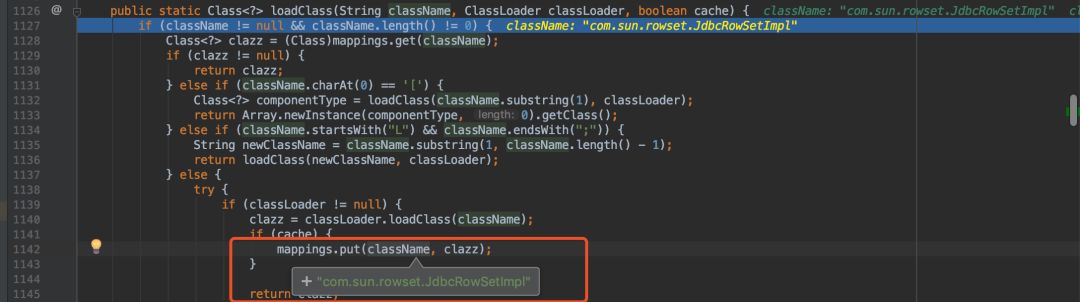 1126 @ public static Class<?> loadClass(String className, ClassLoader classLoader, boolean cache) { className: "com.sun.rowset.JdbcRowSetImpl"
1127 if (className != null && className.length() != 0) { className: "com.sun.rowset.JdbcRowSetImpl"
1128 Class<?> clazz = (Class)mappings.get(className);
1129 if (clazz != null) {
1130 return clazz;
1131 } else if (className.charAt(0) == '[') {
1132 Class<?> componentType = loadClass(className.substring(1), classLoader);
1133 return Array.newInstance(componentType, length: 0).getClass();
1134 } else if (className.startsWith("L") && className.endsWith(";")) {
1135 String newClassName = className.substring(1, className.length() - 1);
1136 return loadClass(newClassName, classLoader);
1137 } else {
1138 try {
1139 if (classLoader != null) {
1140 clazz = classLoader.loadClass(className);
1141 if (cache) {
1142 mappings.put(className, clazz);
1143 }
1144 + "com.sun.rowset.JdbcRowSetImpl"
1145 return clazz;